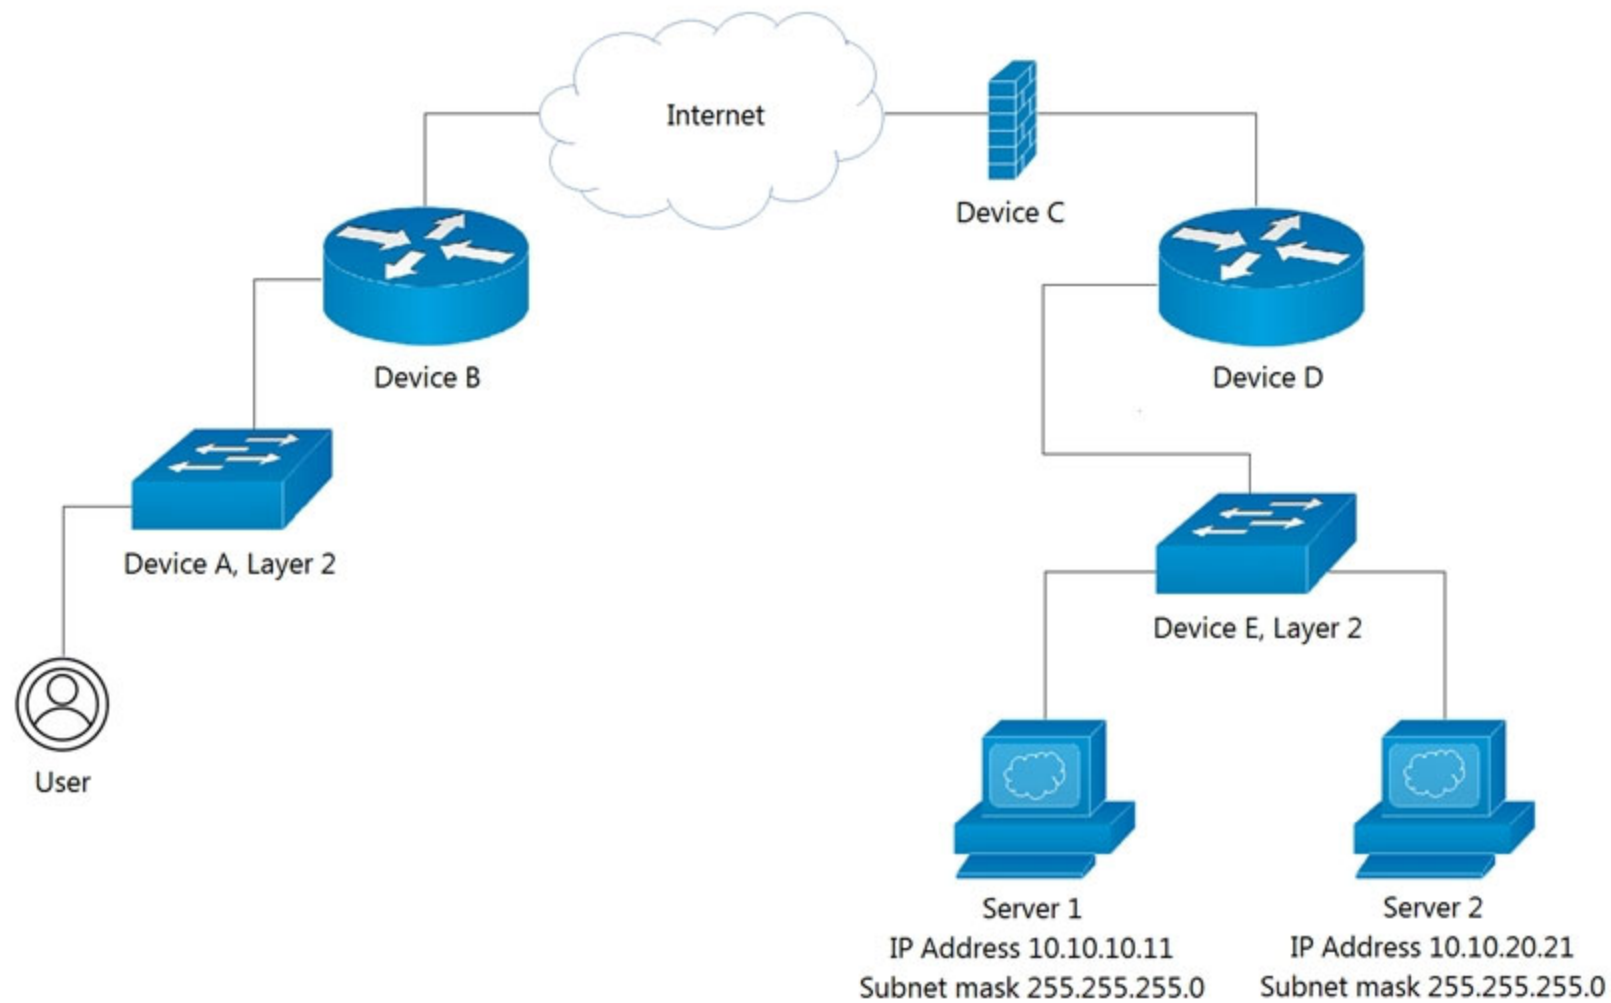 Internet
Device C
Device B
Device D
Device A, Layer 2
Device E, Layer 2
User
Server 1
IP Address 10.10.10.11
Subnet mask 255.255.255.0
Server 2
IP Address 10.10.20.21
Subnet mask 255.255.255.0